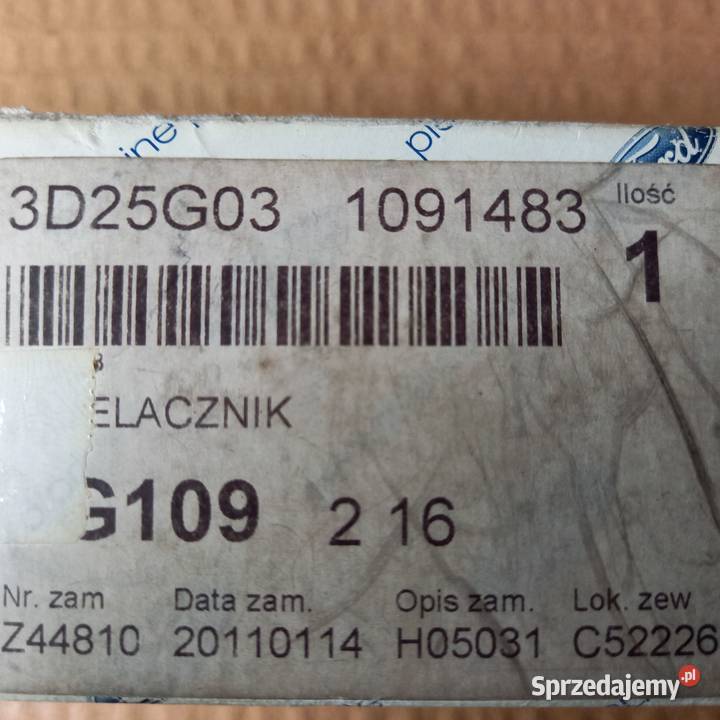 Ford
3D25G03 1091483 Ilość
1
ELACZNIK
G109 2 16
Nr. zam Data zam. Opis zam. Lok. zew
Z44810 20110114 H05031 C52226
Sprzedajemy.pl